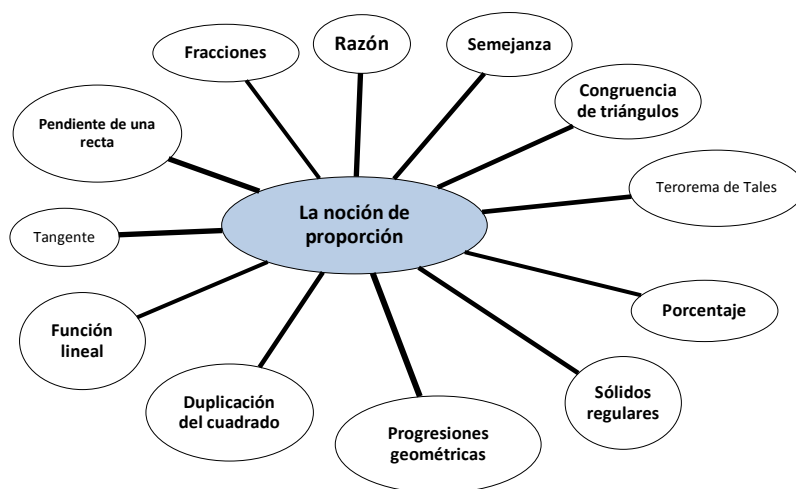 Fracciones
Razón
Semejanza
Congruencia
de triángulos
Pendiente de una
recta
Terorema de Tales
La noción de
proporción
Tangente
Porcentaje
Función
lineal
Sólidos
regulares
Duplicación
del cuadrado
Progresiones
geométricas